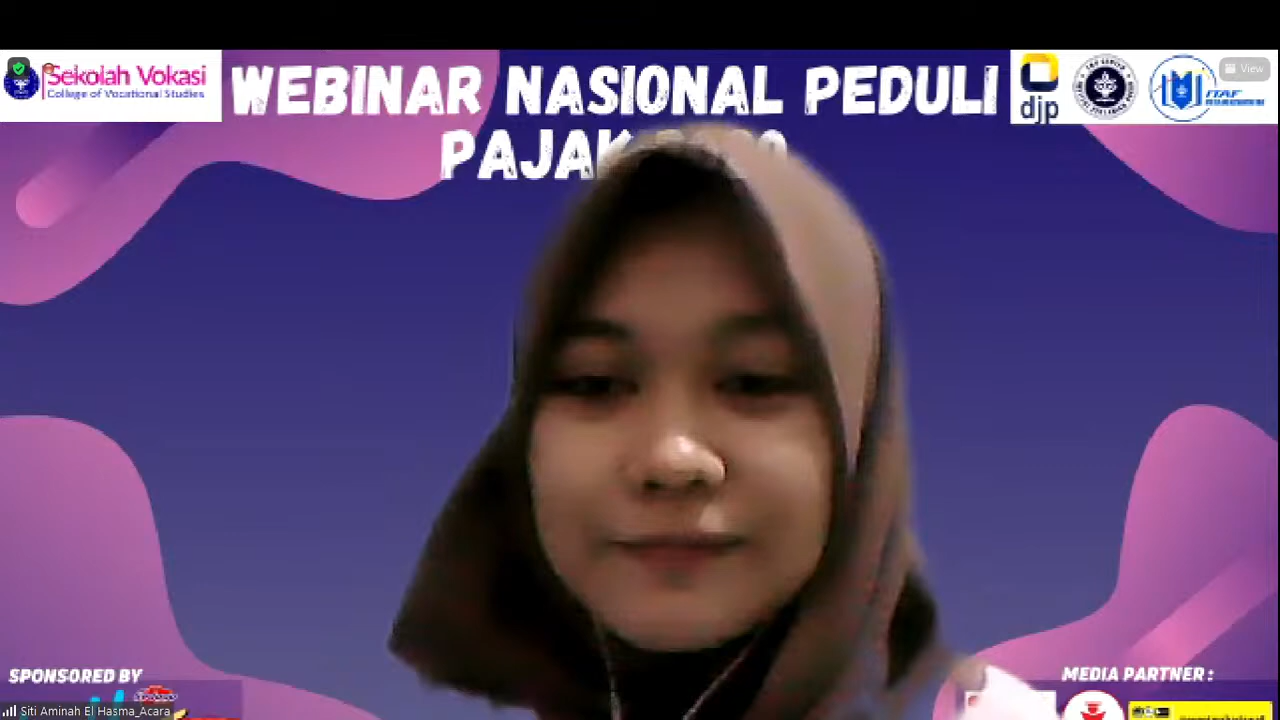 Sekolah Vokasi
College of Vocational Studies
WEBINAR NASIONAL PEDULI
PAJAK
djp
ITAF
View
SPONSORED BY
MEDIA PARTNER :
Siti Aminah El Hasma_Acara